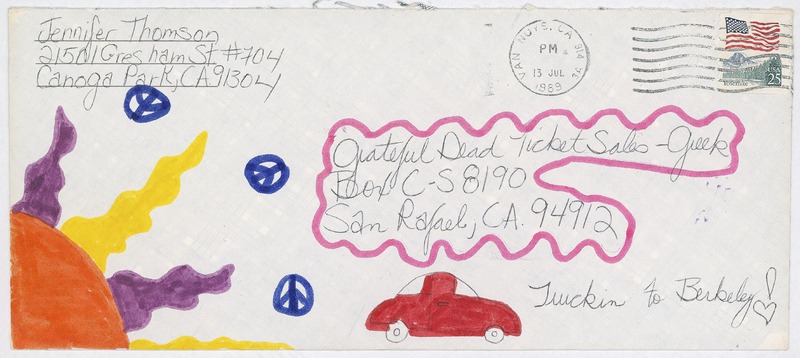 Jennifer Thomson
21501 Gresham St #704
Canoga Park, CA 91304
VAN NUYS, CA 914
PM
13 JUL
1989
USA
25
Grateful Dead Ticket Sales - Greek
Box C-S 8190
San Rafael, CA. 94912
Truckin to Berkeley!